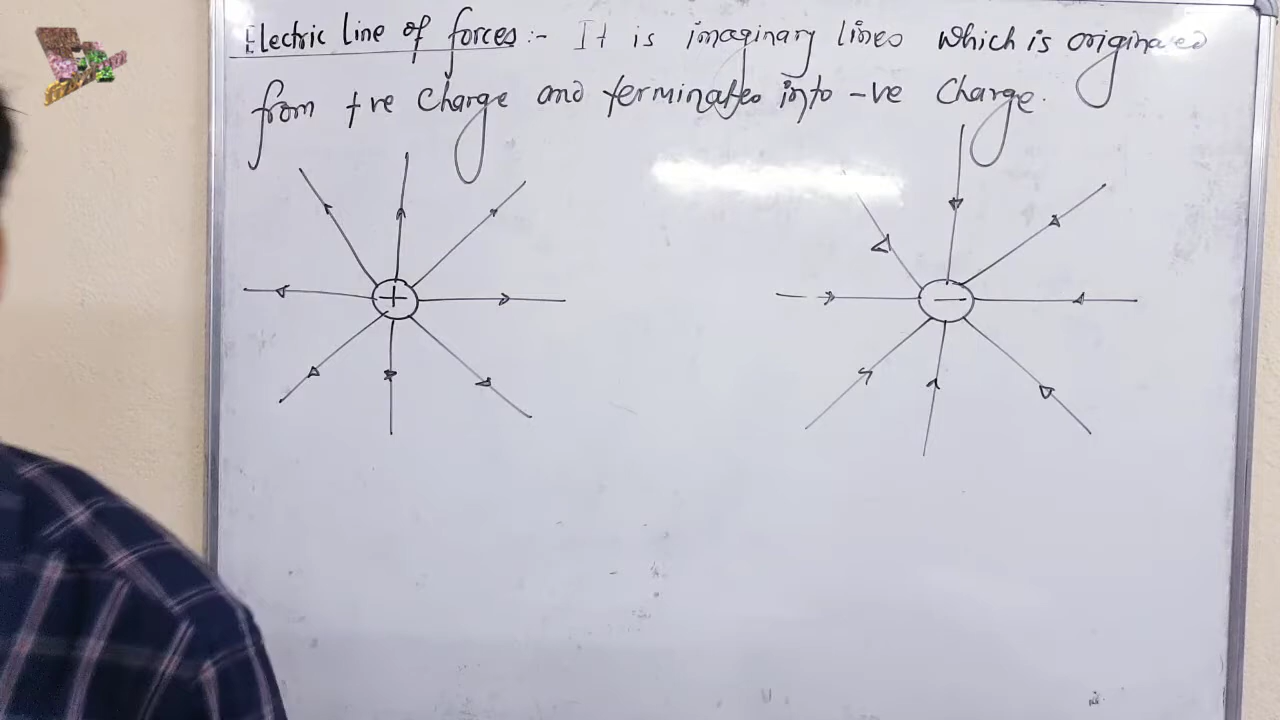 Electric line of forces :- It is imaginary lines which is originated
from +ve charge and terminates into -ve charge.
+
-